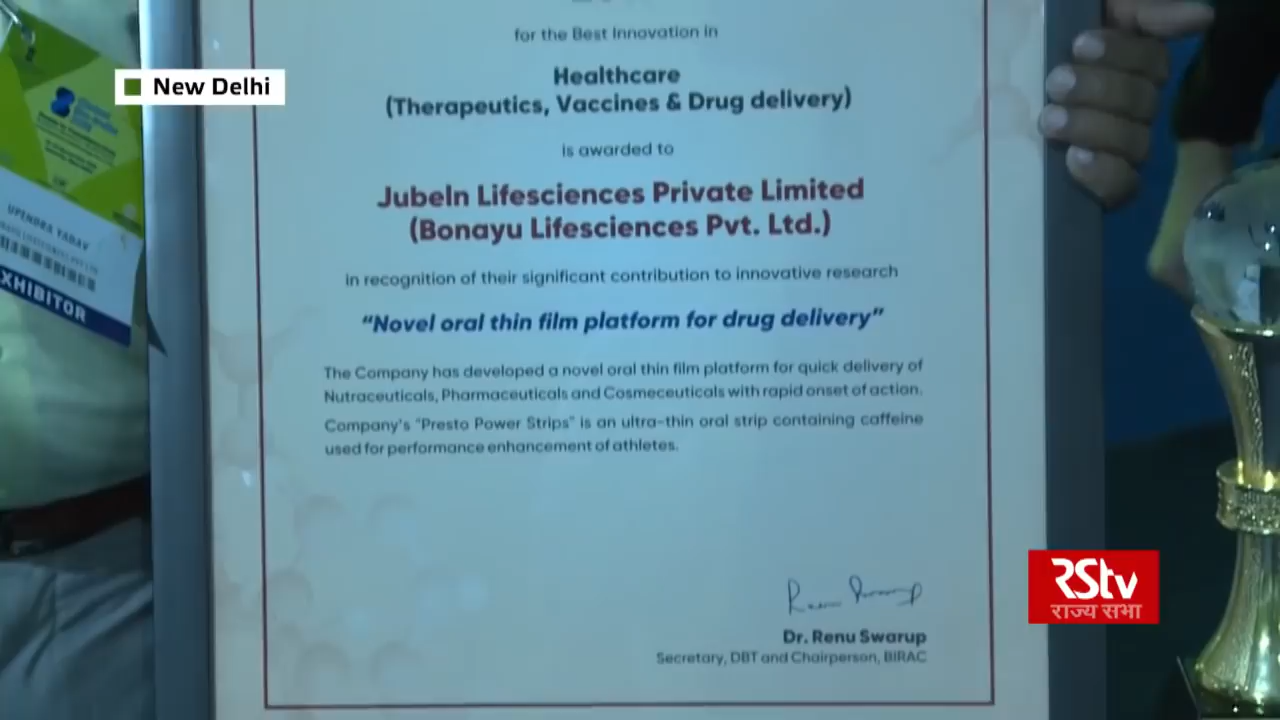 New Delhi
for the Best Innovation in
Healthcare
(Therapeutics, Vaccines & Drug delivery)
is awarded to
Jubeln Lifesciences Private Limited
(Bonayu Lifesciences Pvt. Ltd.)
in recognition of their significant contribution to innovative research
“Novel oral thin film platform for drug delivery”
The Company has developed a novel oral thin film platform for quick delivery of
Nutraceuticals, Pharmaceuticals and Cosmeceuticals with rapid onset of action.
Company's "Presto Power Strips" is an ultra-thin oral strip containing caffeine
used for performance enhancement of athletes.
Dr. Renu Swarup
Secretary, DBT and Chairperson, BIRAC
UPENDRA YADAV
XHIBITOR
RStv
राज्य सभा